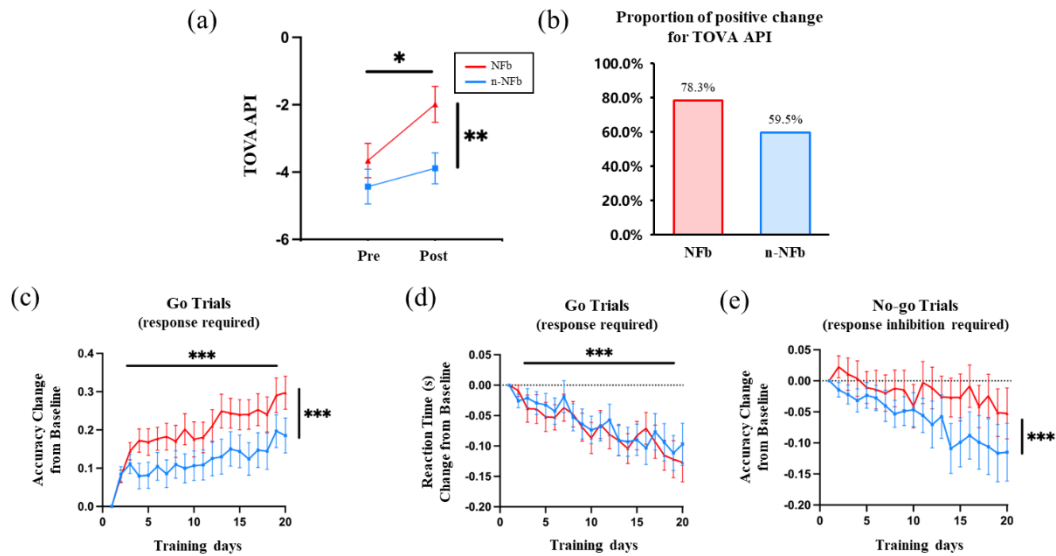 (a)
*
NFb
n-NFb
**
TOVA API
0
-2
-4
-6
Pre
Post
(b)
Proportion of positive change
for TOVA API
100.0%
80.0%
60.0%
40.0%
20.0%
0.0%
78.3%
59.5%
NFb
n-NFb
(c)
Go Trials
(response required)
***
***
Accuracy Change
from Baseline
0.4
0.3
0.2
0.1
0.0
0
5
10
15
20
Training days
(d)
Go Trials
(response required)
***
Reaction Time (s)
Change from Baseline
0.05
0.00
-0.05
-0.10
-0.15
-0.20
0
5
10
15
20
Training days
(e)
No-go Trials
(response inhibition required)
***
Accuracy Change
from Baseline
0.05
0.00
-0.05
-0.10
-0.15
-0.20
0
5
10
15
20
Training days